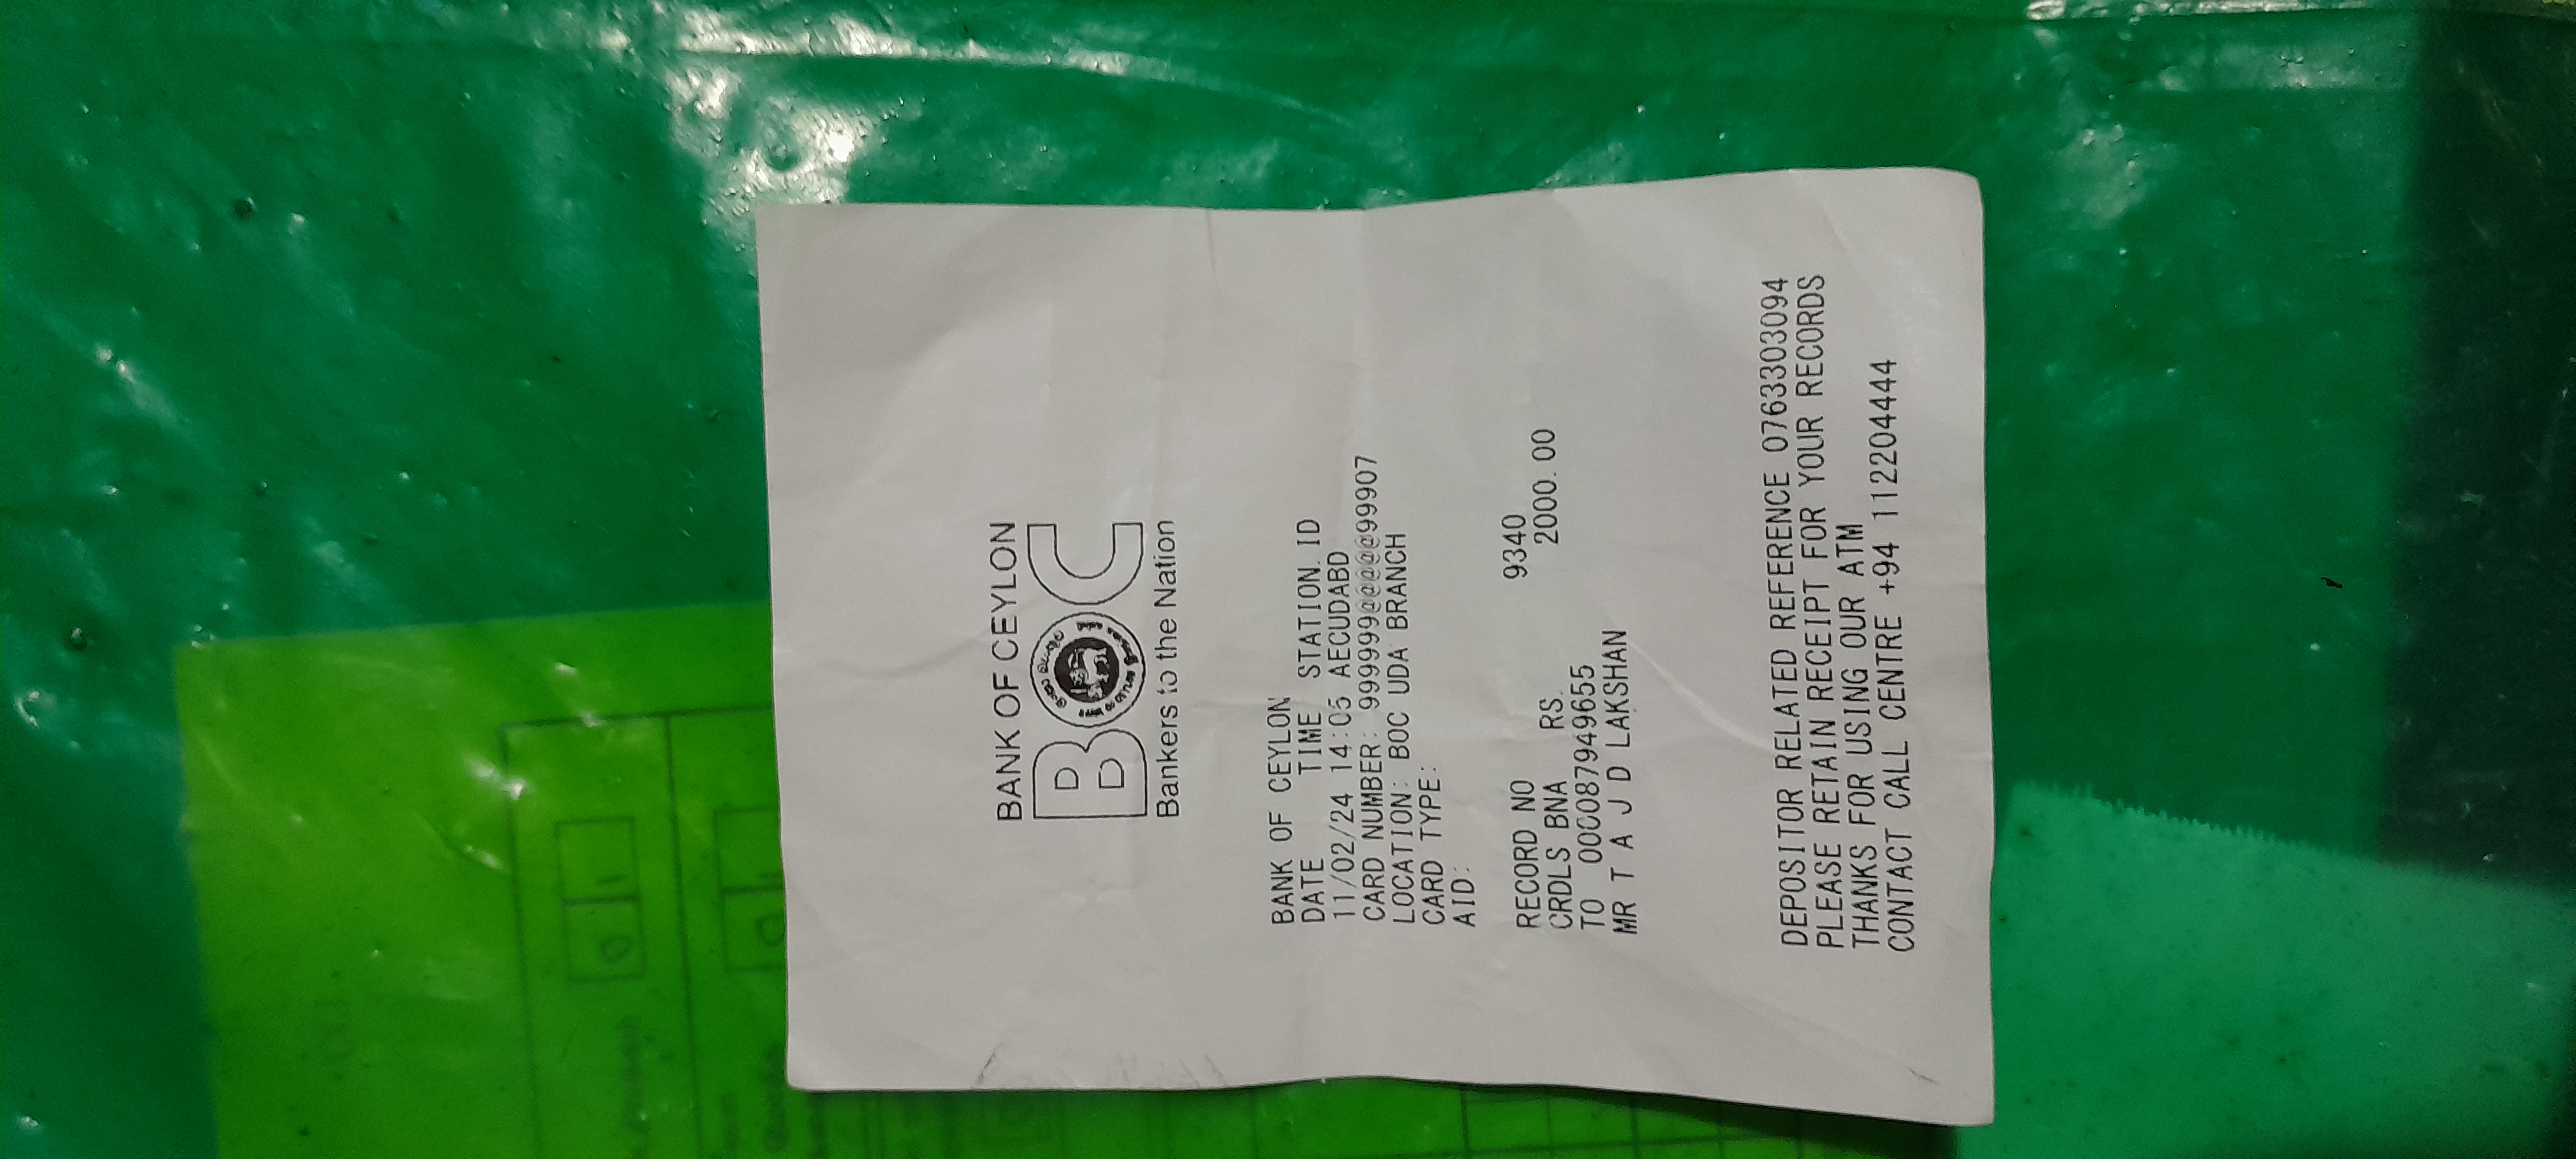 BANK OF CEYLON
BOC
Bankers to the Nation
BANK OF CEYLON
DATE TIME STATION. ID
11/02/24 14:05 AECUDABD
CARD NUMBER: 9999999@@@@@99907
LOCATION: BOC UDA BRANCH
CARD TYPE:
AID:
RECORD NO 9340
CRDLS BNA RS. 2000.00
TO 000087949655
MR T A J D LAKSHAN
DEPOSITOR RELATED REFERENCE 0763303094
PLEASE RETAIN RECEIPT FOR YOUR RECORDS
THANKS FOR USING OUR ATM
CONTACT CALL CENTRE +94 112204444